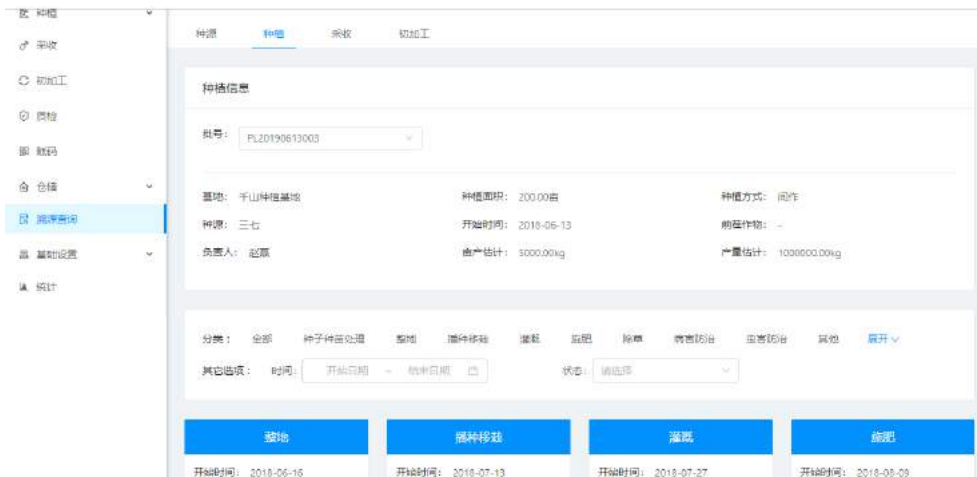 种植
采收
初加工
质检
赋码
仓储
溯源查询
基础设置
统计
种源 种植 采收 初加工
种植信息
批号： PL20190613003
基地： 千山种植基地 种植面积： 200.00亩 种植方式： 间作
种源： 三七 开始时间： 2018-06-13 前茬作物： -
负责人： 赵磊 亩产估计： 5000.00kg 产量估计： 1000000.00kg
分类： 全部 种子种苗处理 整地 播种移栽 灌溉 施肥 除草 病害防治 虫害防治 其他 展开
其它选项： 时间： 开始日期 ~ 结束日期 状态： 请选择
整地 播种移栽 灌溉 施肥
开始时间： 2018-06-16 开始时间： 2018-07-13 开始时间： 2018-07-27 开始时间： 2018-08-09